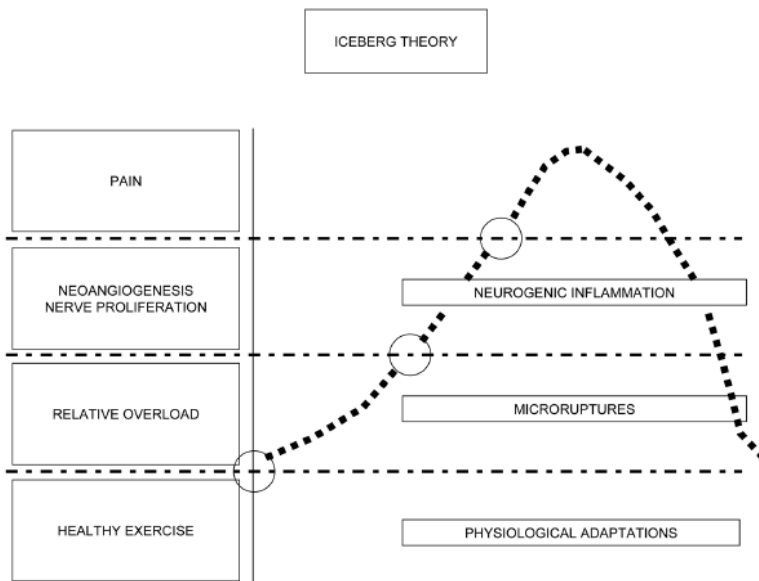 ICEBERG THEORY
PAIN
NEOANGIOGENESIS
NERVE PROLIFERATION
NEUROGENIC INFLAMMATION
RELATIVE OVERLOAD
MICRORUPTURES
HEALTHY EXERCISE
PHYSIOLOGICAL ADAPTATIONS